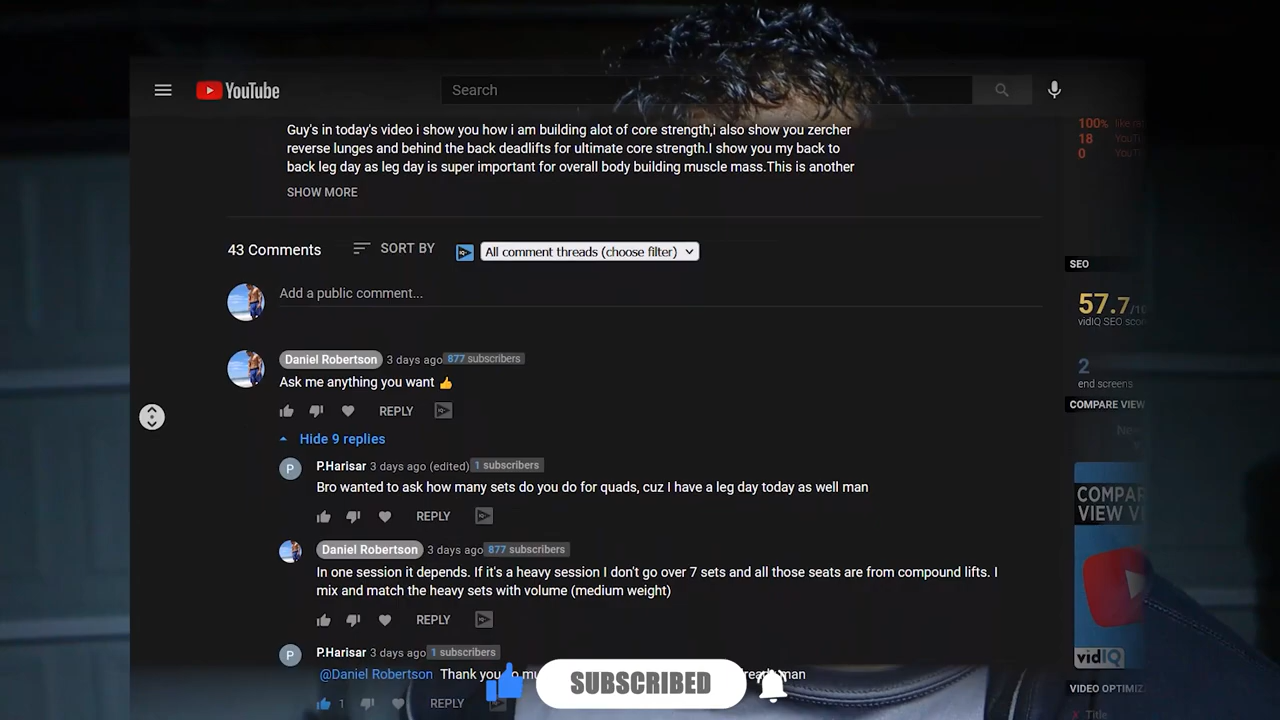 YouTube
Search
Guy's in today's video i show you how i am building alot of core strength,i also show you zercher
reverse lunges and behind the back deadlifts for ultimate core strength.I show you my back to
back leg day as leg day is super important for overall body building muscle mass.This is another
SHOW MORE
100%
18
0
43 Comments
SORT BY
All comment threads (choose filter)
SEO
Add a public comment...
57.7
vidIQ SEO
Daniel Robertson 3 days ago 877 subscribers
Ask me anything you want 👍
2
end screens
COMPARE VIEW
REPLY
Hide 9 replies
P
P.Harisar 3 days ago (edited) 1 subscribers
Bro wanted to ask how many sets do you do for quads, cuz I have a leg day today as well man
REPLY
COMPAR
VIEW V
Daniel Robertson 3 days ago 877 subscribers
In one session it depends. If it's a heavy session I don't go over 7 sets and all those seats are from compound lifts. I
mix and match the heavy sets with volume (medium weight)
REPLY
vidIQ
P
P.Harisar 3 days ago 1 subscribers
@Daniel Robertson Thank you man
SUBSCRIBED
VIDEO OPTIMIZ
1
REPLY
Title